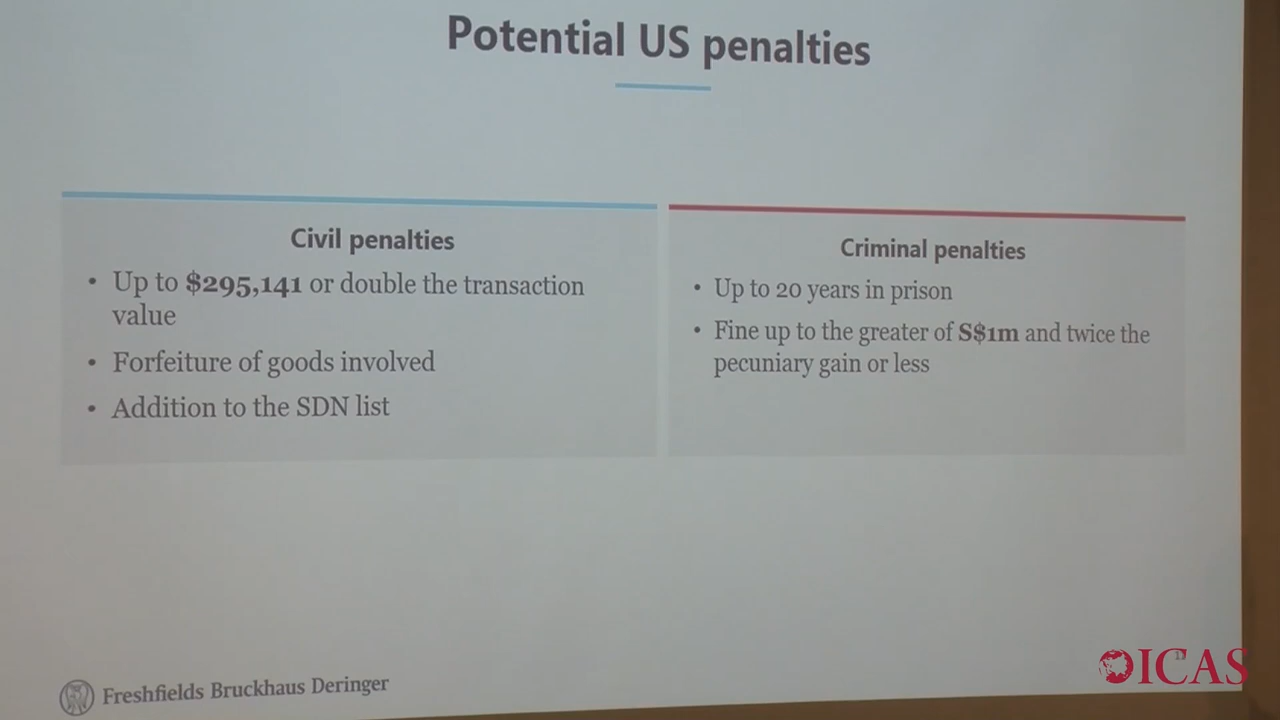 Potential US penalties
Civil penalties
• Up to $295,141 or double the transaction
value
• Forfeiture of goods involved
• Addition to the SDN list
Criminal penalties
• Up to 20 years in prison
• Fine up to the greater of S$1m and twice the
pecuniary gain or less
Freshfields Bruckhaus Deringer
ICAS